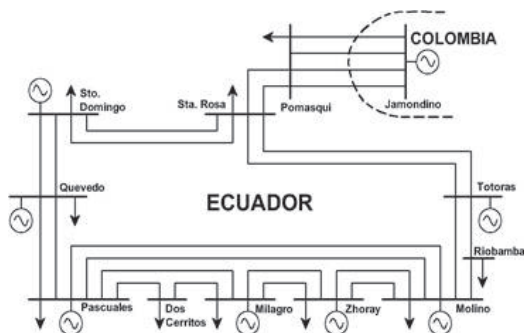 COLOMBIA
Sto.
Domingo
Sta. Rosa
Pomasqui
Jamondino
Quevedo
ECUADOR
Totoras
Riobamba
Pascuales
Dos
Cerritos
Milagro
Zhoray
Molino